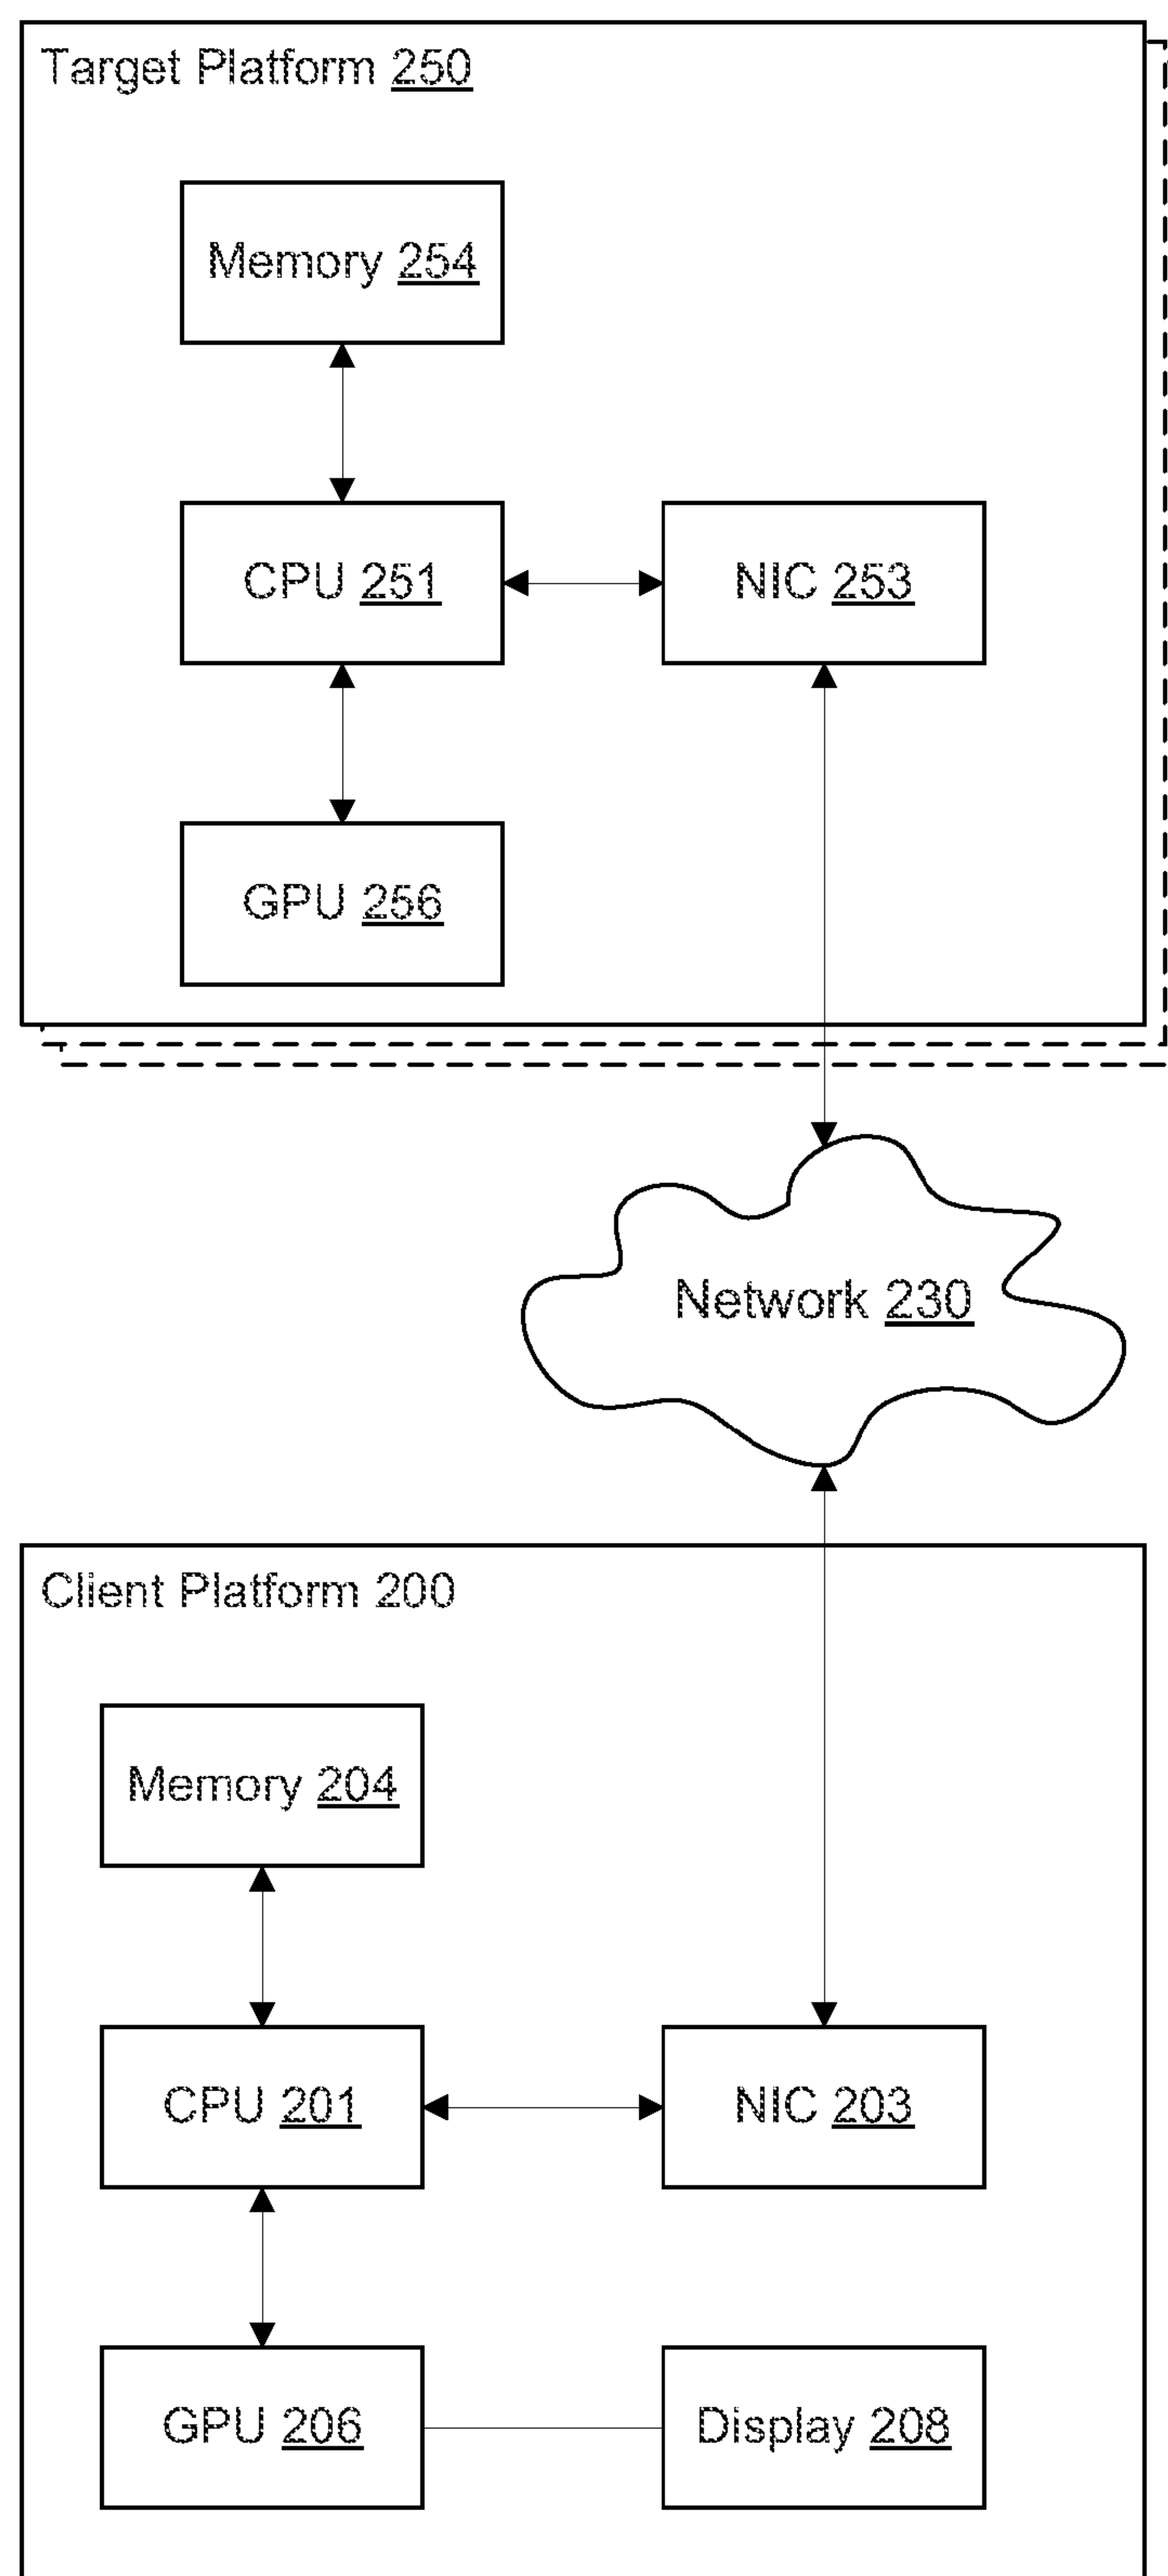 Target Platform 250
Memory 254
CPU 251
NIC 253
GPU 256
Network 230
Client Platform 200
Memory 204
CPU 201
NIC 203
GPU 206
Display 208